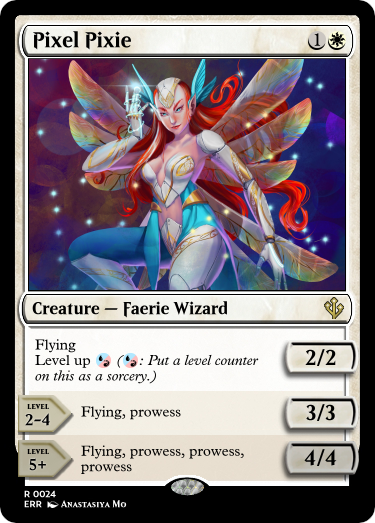 Pixel Pixie 1
Creature — Faerie Wizard
Flying
Level up (: Put a level counter
on this as a sorcery.)
2/2
LEVEL
2-4
Flying, prowess
3/3
LEVEL
5+
Flying, prowess, prowess,
prowess
4/4
R 0024
ERR Anastasiya Mo